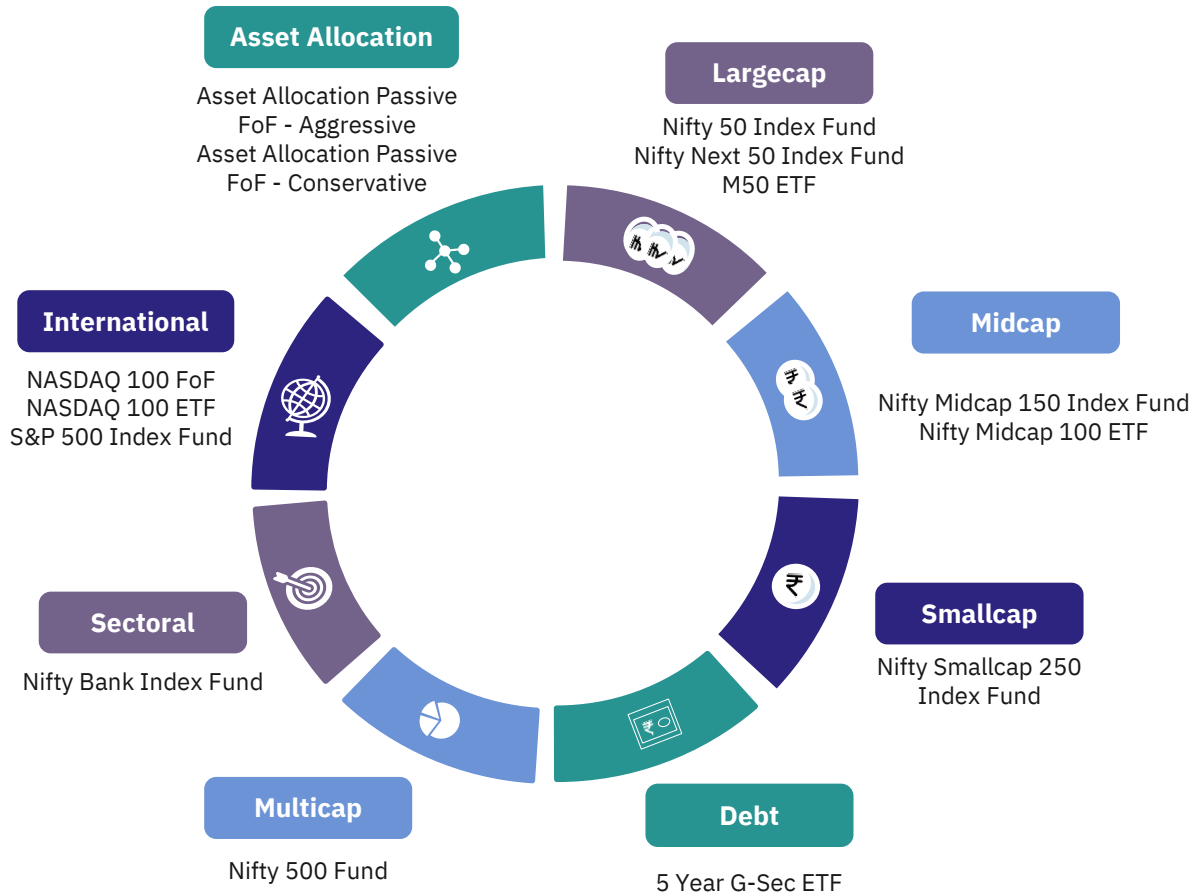 Asset Allocation
Asset Allocation Passive
FoF - Aggressive
Asset Allocation Passive
FoF - Conservative
Largecap
Nifty 50 Index Fund
Nifty Next 50 Index Fund
M50 ETF
International
NASDAQ 100 FoF
NASDAQ 100 ETF
S&P 500 Index Fund
Midcap
Nifty Midcap 150 Index Fund
Nifty Midcap 100 ETF
Sectoral
Nifty Bank Index Fund
Smallcap
₹
Nifty Smallcap 250
Index Fund
Multicap
Nifty 500 Fund
Debt
5 Year G-Sec ETF